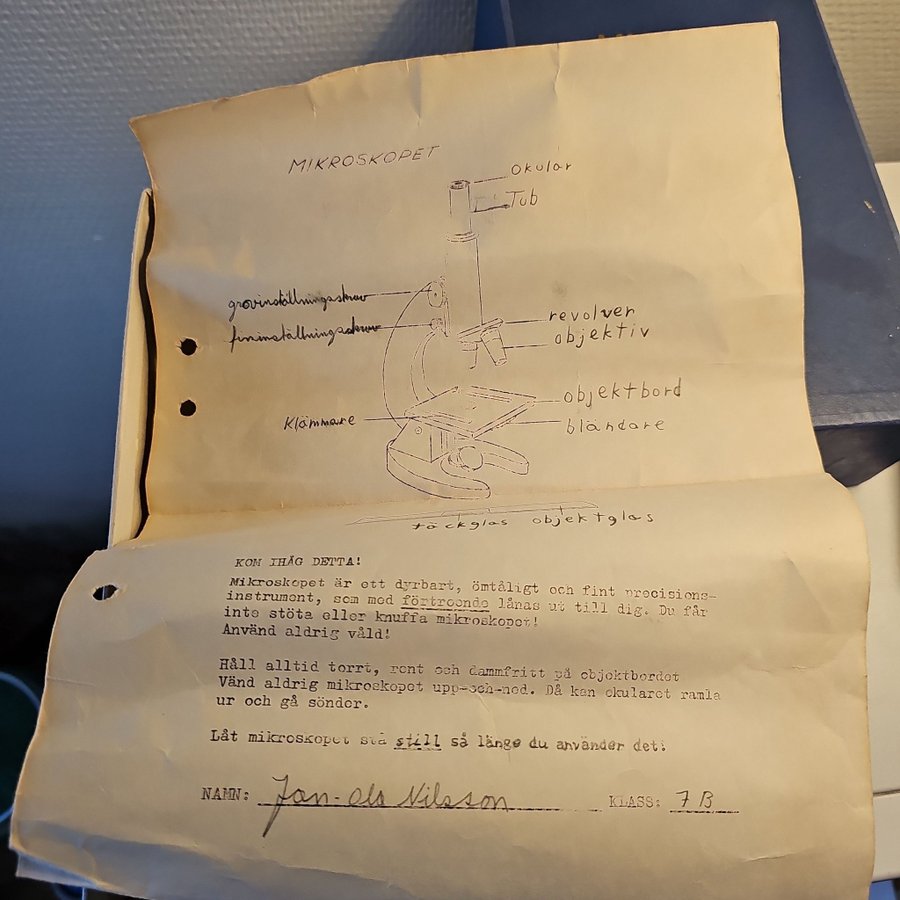 MIKROSKOPET
Okular
Tub
grovinställningsskruv
fininställningsskruv
revolver
objektiv
objektbord
Klämmare
bländare
täckglas objektglas
KOM IHÅG DETTA!
Mikroskopet är ett dyrbart, ömtåligt och fint precisions-
instrument, som med förtroende lånas ut till dig. Du får
inte stöta eller knuffa mikroskopet!
Använd aldrig våld!
Håll alltid torrt, rent och dammfritt på objektbordet
Vänd aldrig mikroskopet upp-och-ned. Då kan okularet ramla
ur och gå sönder.
Låt mikroskopet stå still så länge du använder det!
NAMN: Jan-Ola Nilsson KLASS: 7 B